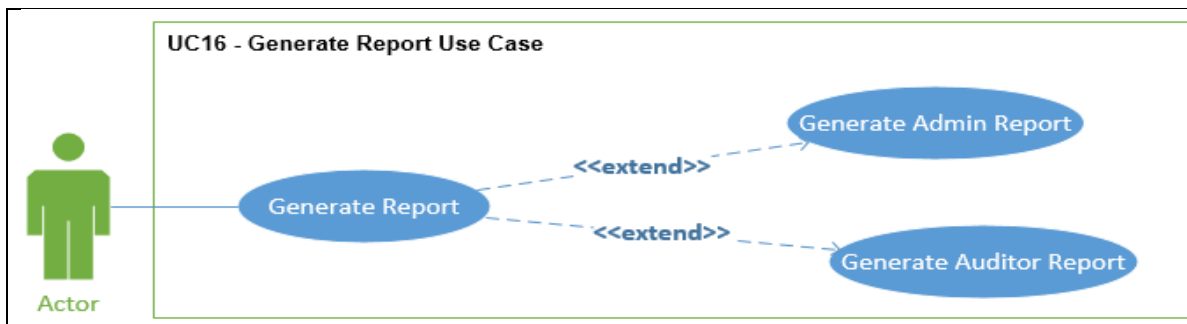 UC16 - Generate Report Use Case
Generate Admin Report
<<extend>>
Generate Report
<<extend>>
Generate Auditor Report
Actor